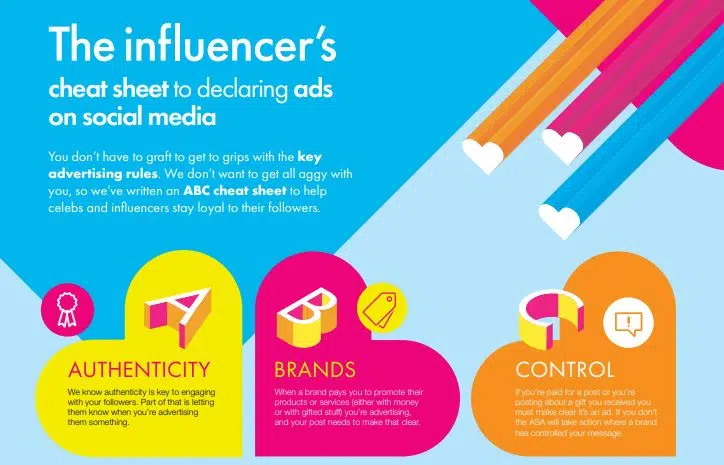 The influencer's
cheat sheet to declaring ads
on social media
You don't have to graft to get to grips with the key
advertising rules. We don't want to get all aggy with
you, so we've written an ABC cheat sheet to help
celebs and influencers stay loyal to their followers.
A
AUTHENTICITY
We know authenticity is key to engaging
with your followers. Part of that is letting
them know when you're advertising
them something.
B
BRANDS
When a brand pays you to promote their
products or services (either with money
or with gifted stuff) you're advertising,
and your post needs to make that clear.
C
CONTROL
If you're paid for a post or you're
posting about a gift you received you
must make clear it's an ad. If you don't
the ASA will take action where a brand
has controlled your message.